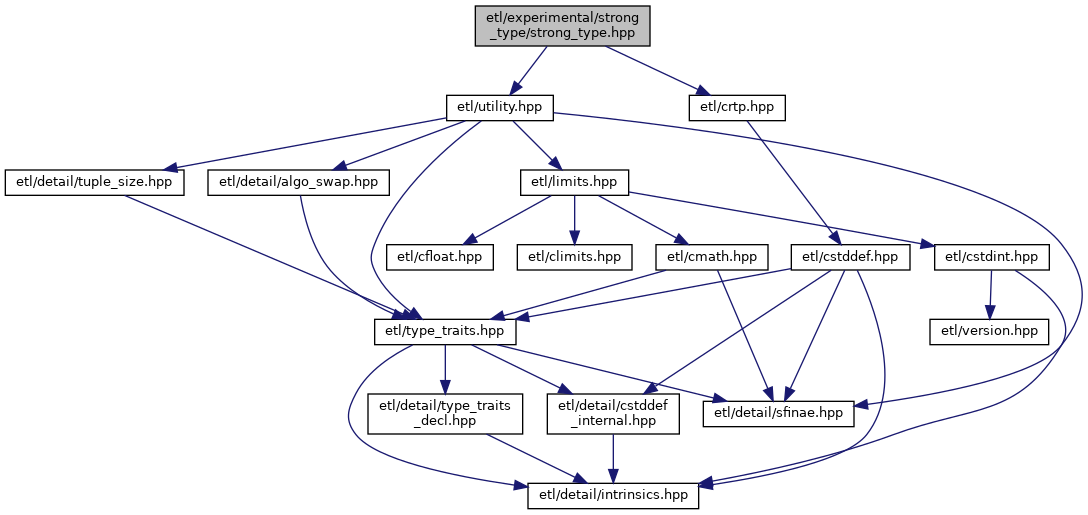 etl/experimental/strong
_type/strong_type.hpp
etl/utility.hpp
etl/crtp.hpp
etl/detail/tuple_size.hpp
etl/detail/algo_swap.hpp
etl/limits.hpp
etl/cfloat.hpp
etl/climits.hpp
etl/cmath.hpp
etl/cstddef.hpp
etl/cstdint.hpp
etl/type_traits.hpp
etl/version.hpp
etl/detail/type_traits
_decl.hpp
etl/detail/cstddef
_internal.hpp
etl/detail/sfinae.hpp
etl/detail/intrinsics.hpp